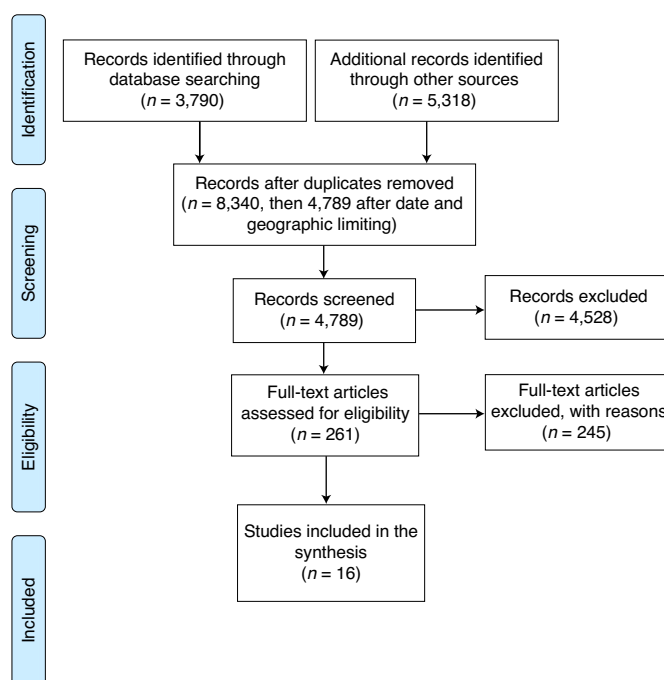 Identification
Records identified through
database searching
(n = 3,790)
Additional records identified
through other sources
(n = 5,318)
Records after duplicates removed
(n = 8,340, then 4,789 after date and
geographic limiting)
Screening
Records screened
(n = 4,789)
Records excluded
(n = 4,528)
Eligibility
Full-text articles
assessed for eligibility
(n = 261)
Full-text articles
excluded, with reasons
(n = 245)
Included
Studies included in the
synthesis
(n = 16)